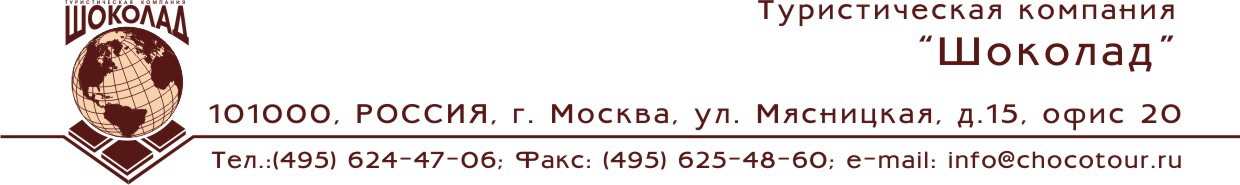 ТУРИСТИЧЕСКАЯ КОМПАНИЯ
ШОКОЛАД
Туристическая компания
“Шоколад”
101000, РОССИЯ, г. Москва, ул. Мясницкая, д.15, офис 20
Тел.:(495) 624-47-06; Факс: (495) 625-48-60; e-mail: info@chocotour.ru